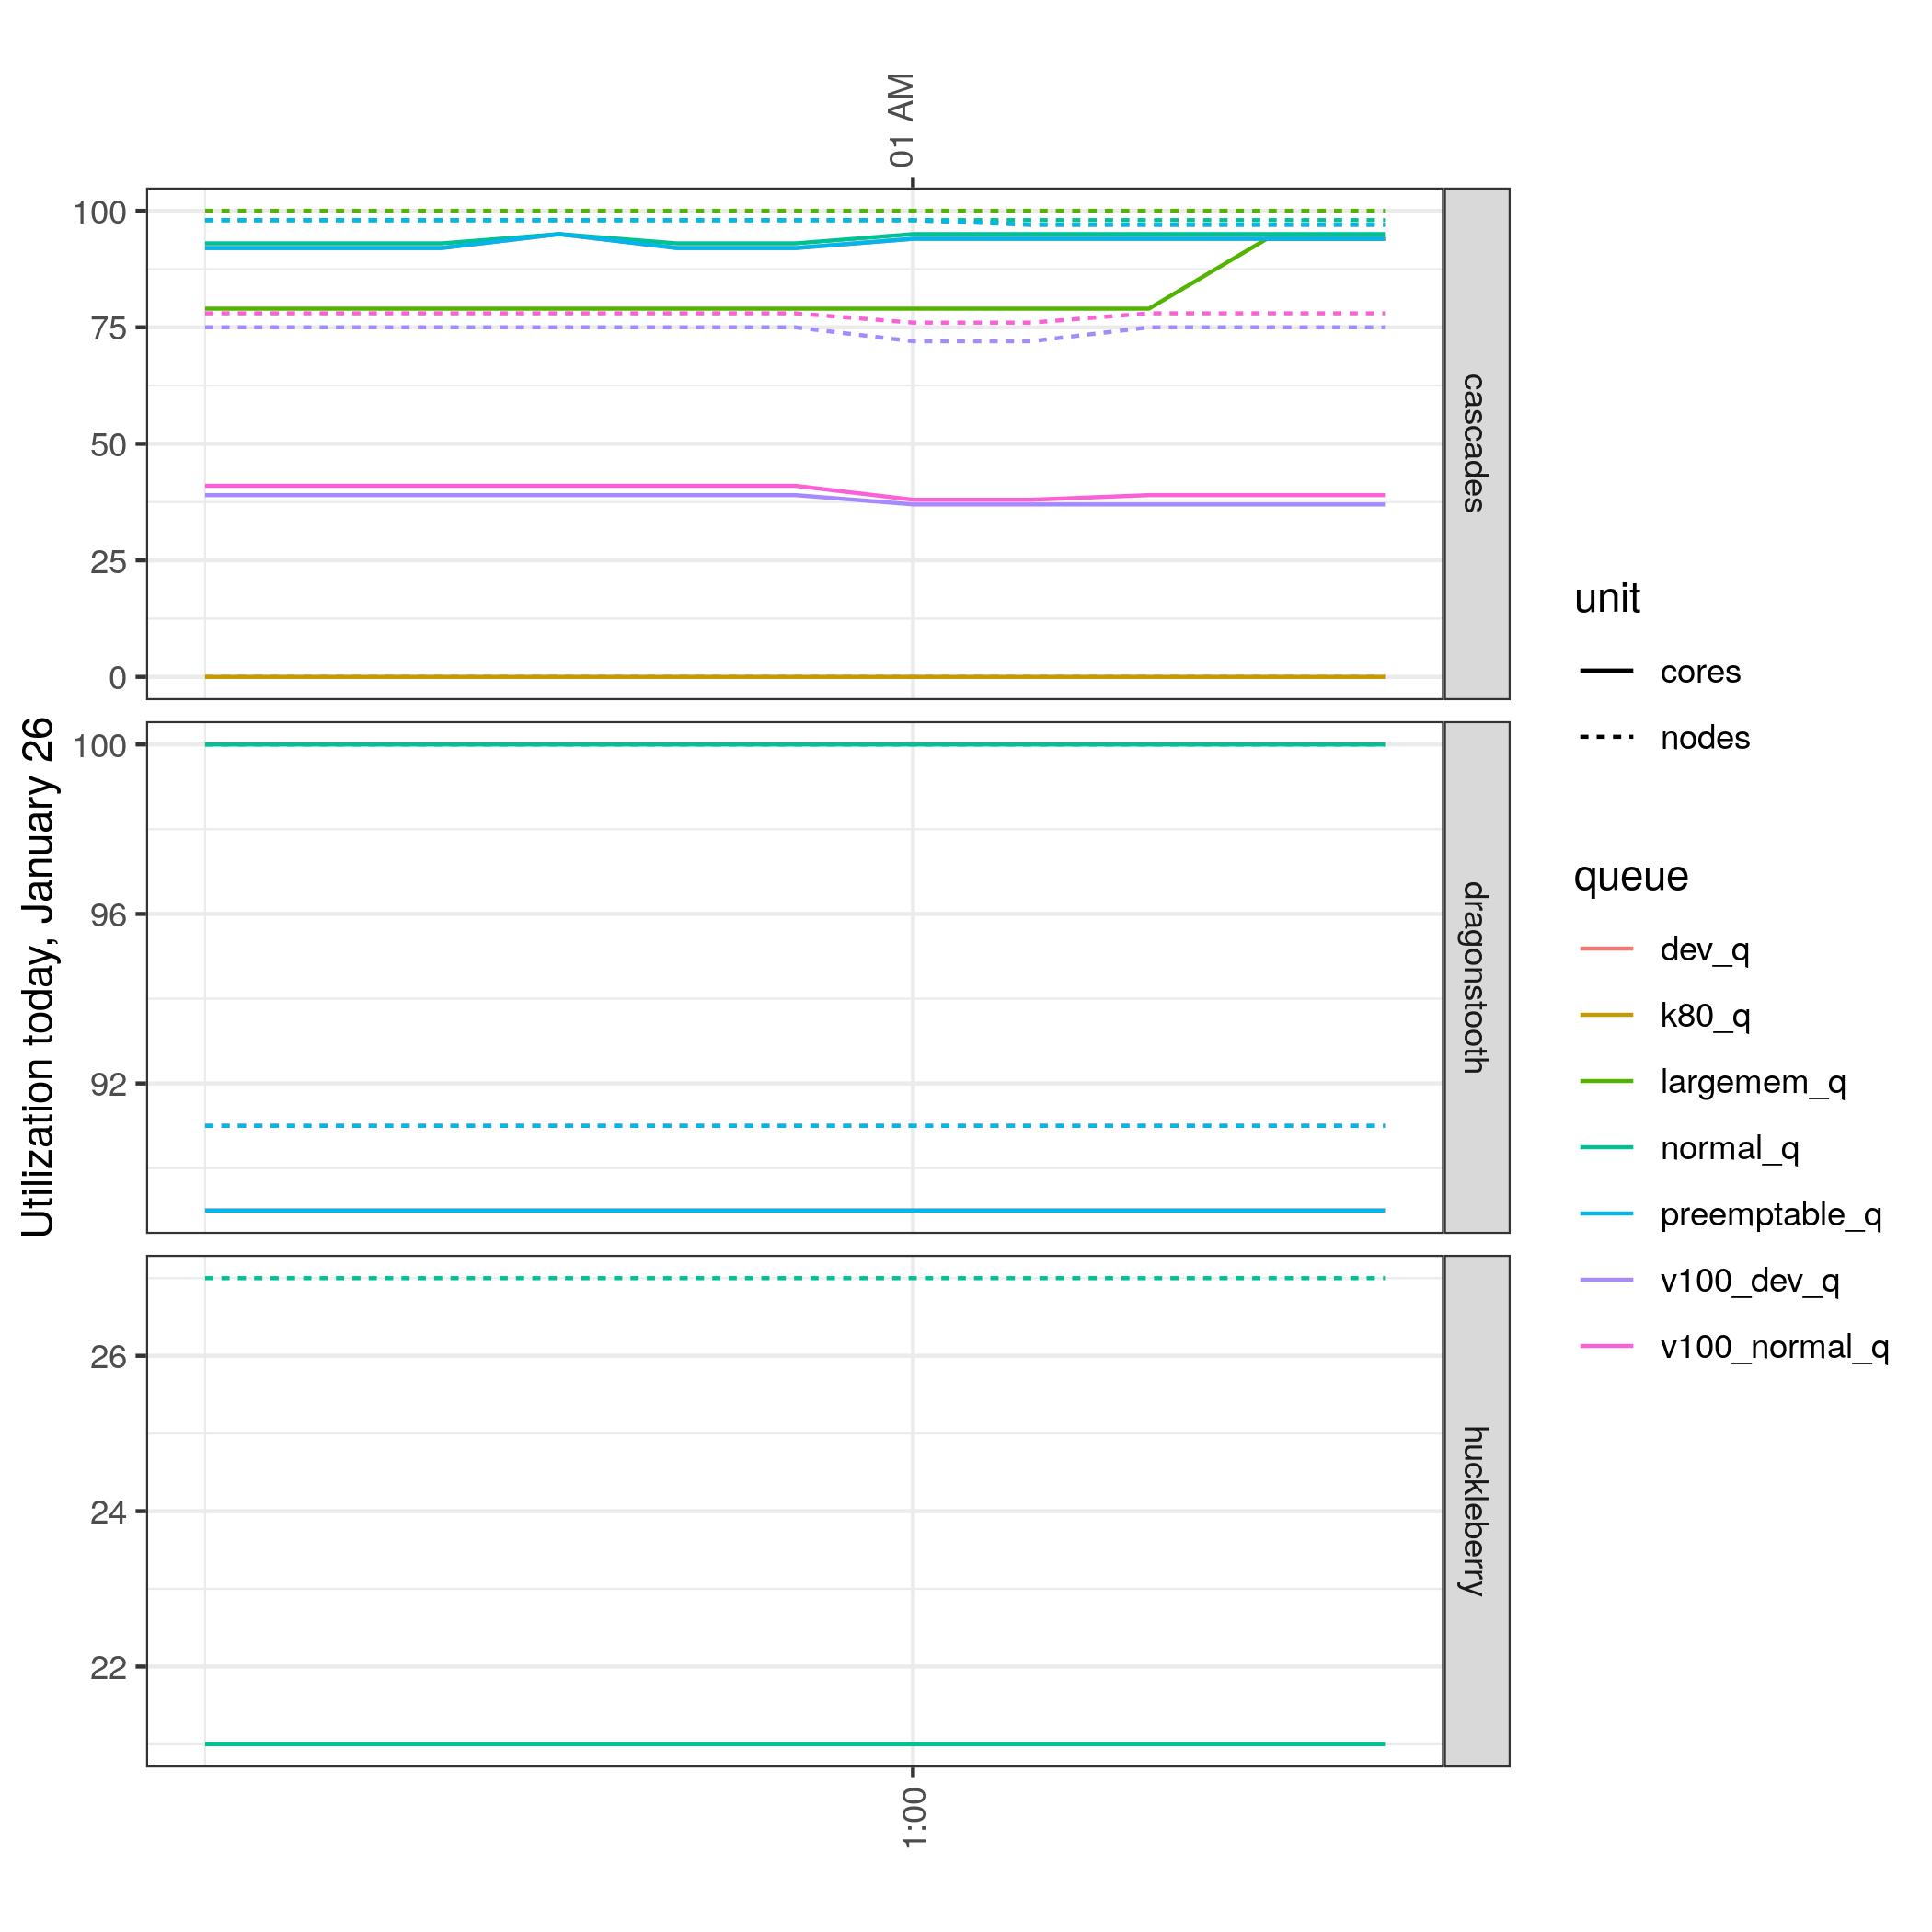 01 AM
100
75
50
25
0
cascades
Utilization today, January 26
100
96
92
dragonstooth
26
24
22
huckleberry
1:00
unit
cores
nodes
queue
dev_q
k80_q
largemem_q
normal_q
preemptable_q
v100_dev_q
v100_normal_q